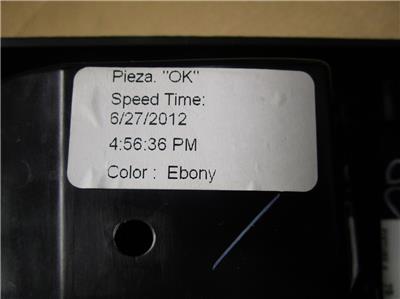 Pieza. "OK"
Speed Time:
6/27/2012
4:56:36 PM
Color : Ebony